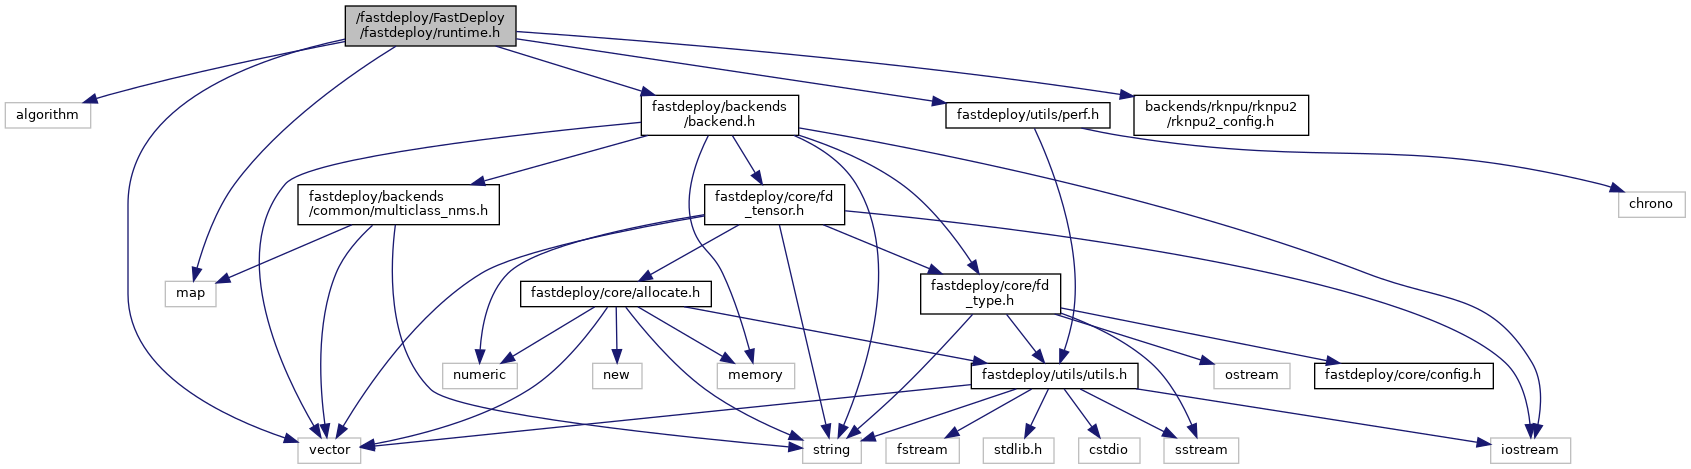 /fastdeploy/FastDeploy
/fastdeploy/runtime.h
algorithm
fastdeploy/backends
/backend.h
fastdeploy/utils/perf.h
backends/rknpu/rknpu2
/rknpu2_config.h
fastdeploy/backends
/common/multiclass_nms.h
fastdeploy/core/fd
_tensor.h
chrono
map
fastdeploy/core/allocate.h
fastdeploy/core/fd
_type.h
numeric
new
memory
fastdeploy/utils/utils.h
ostream
fastdeploy/core/config.h
vector
string
fstream
stdlib.h
cstdio
sstream
iostream